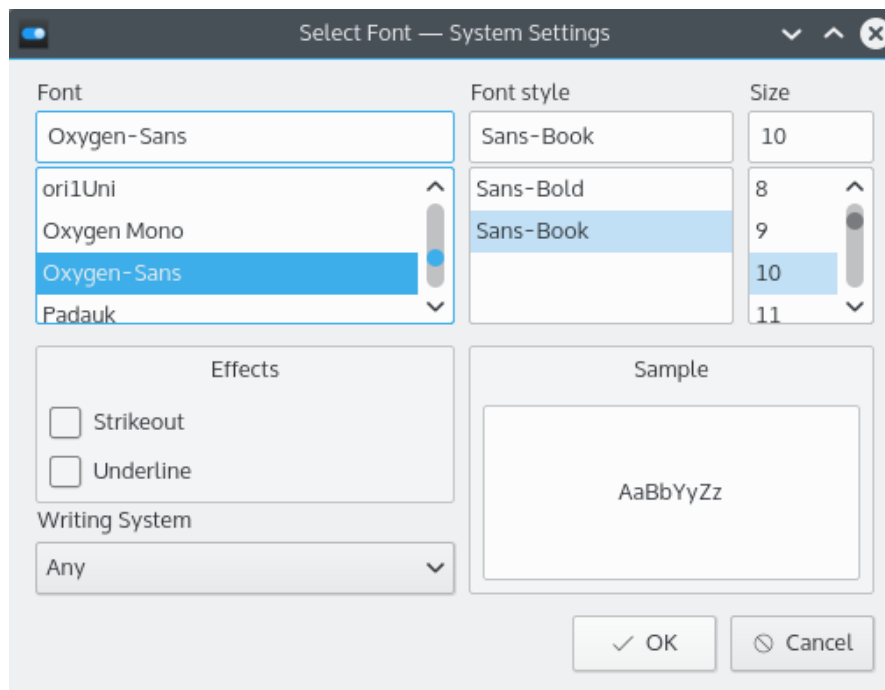 Select Font — System Settings
Font
Font style
Size
Oxygen-Sans
Sans-Book
10
ori1Uni
Oxygen Mono
Oxygen-Sans
Padauk
Sans-Bold
Sans-Book
8
9
10
11
Effects
Strikeout
Underline
Sample
AaBbYyZz
Writing System
Any
OK
Cancel